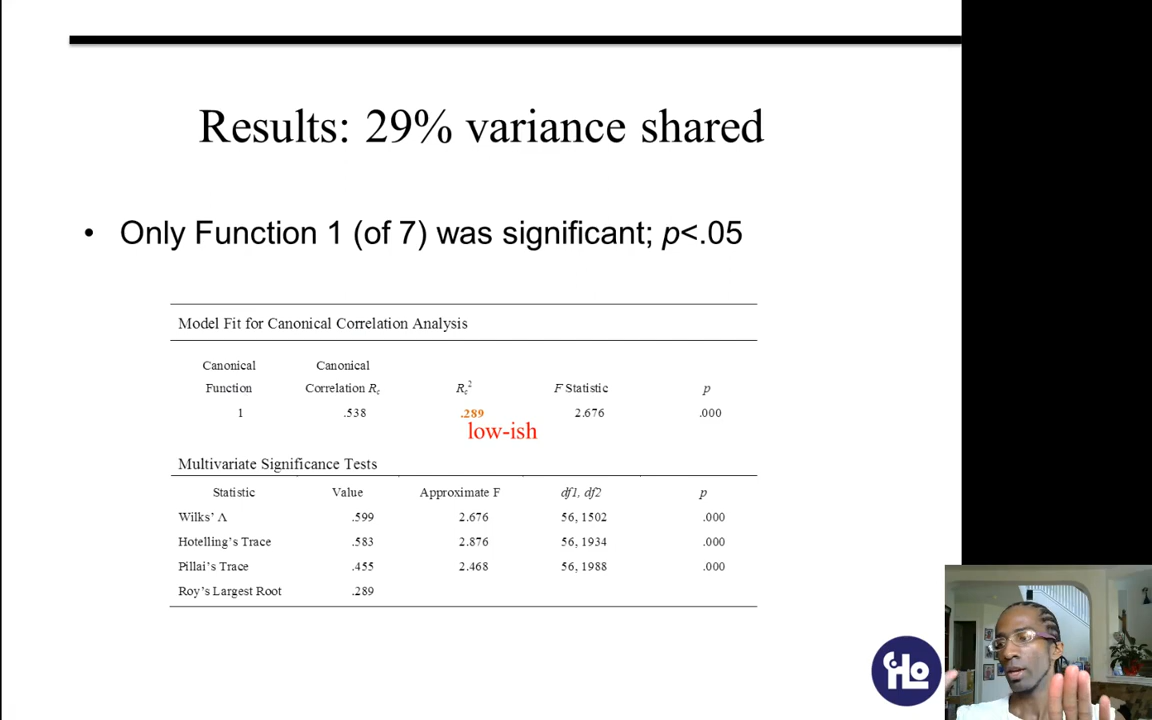 Results: 29% variance shared
• Only Function 1 (of 7) was significant; p<.05
Model Fit for Canonical Correlation Analysis
Canonical Function Canonical Correlation Rc Rc² F Statistic p
1 .538 .289 2.676 .000
low-ish
Multivariate Significance Tests
Statistic Value Approximate F df1, df2 p
Wilks’ Λ .599 2.676 56, 1502 .000
Hotelling’s Trace .583 2.876 56, 1934 .000
Pillai’s Trace .455 2.468 56, 1988 .000
Roy’s Largest Root .289